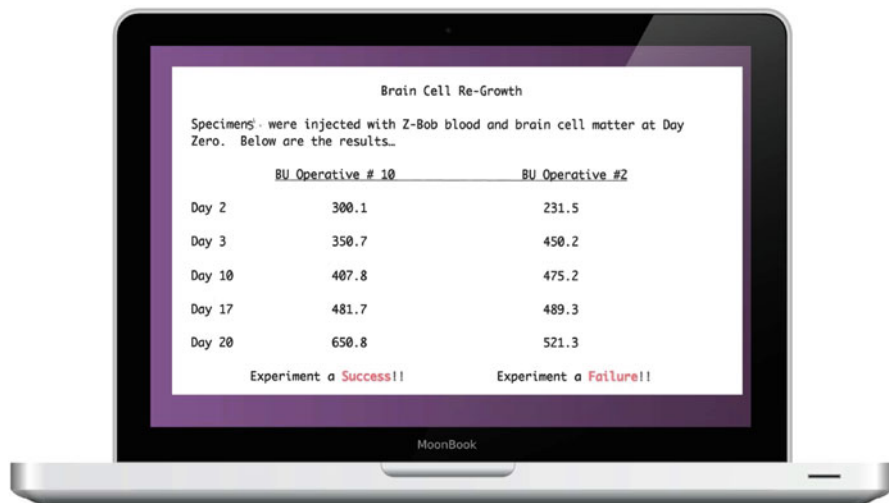 Brain Cell Re-Growth
Specimens were injected with Z-Bob blood and brain cell matter at Day
Zero. Below are the results…
BU Operative # 10 BU Operative #2
Day 2 300.1 231.5
Day 3 350.7 450.2
Day 10 407.8 475.2
Day 17 481.7 489.3
Day 20 650.8 521.3
Experiment a Success!! Experiment a Failure!!
MoonBook